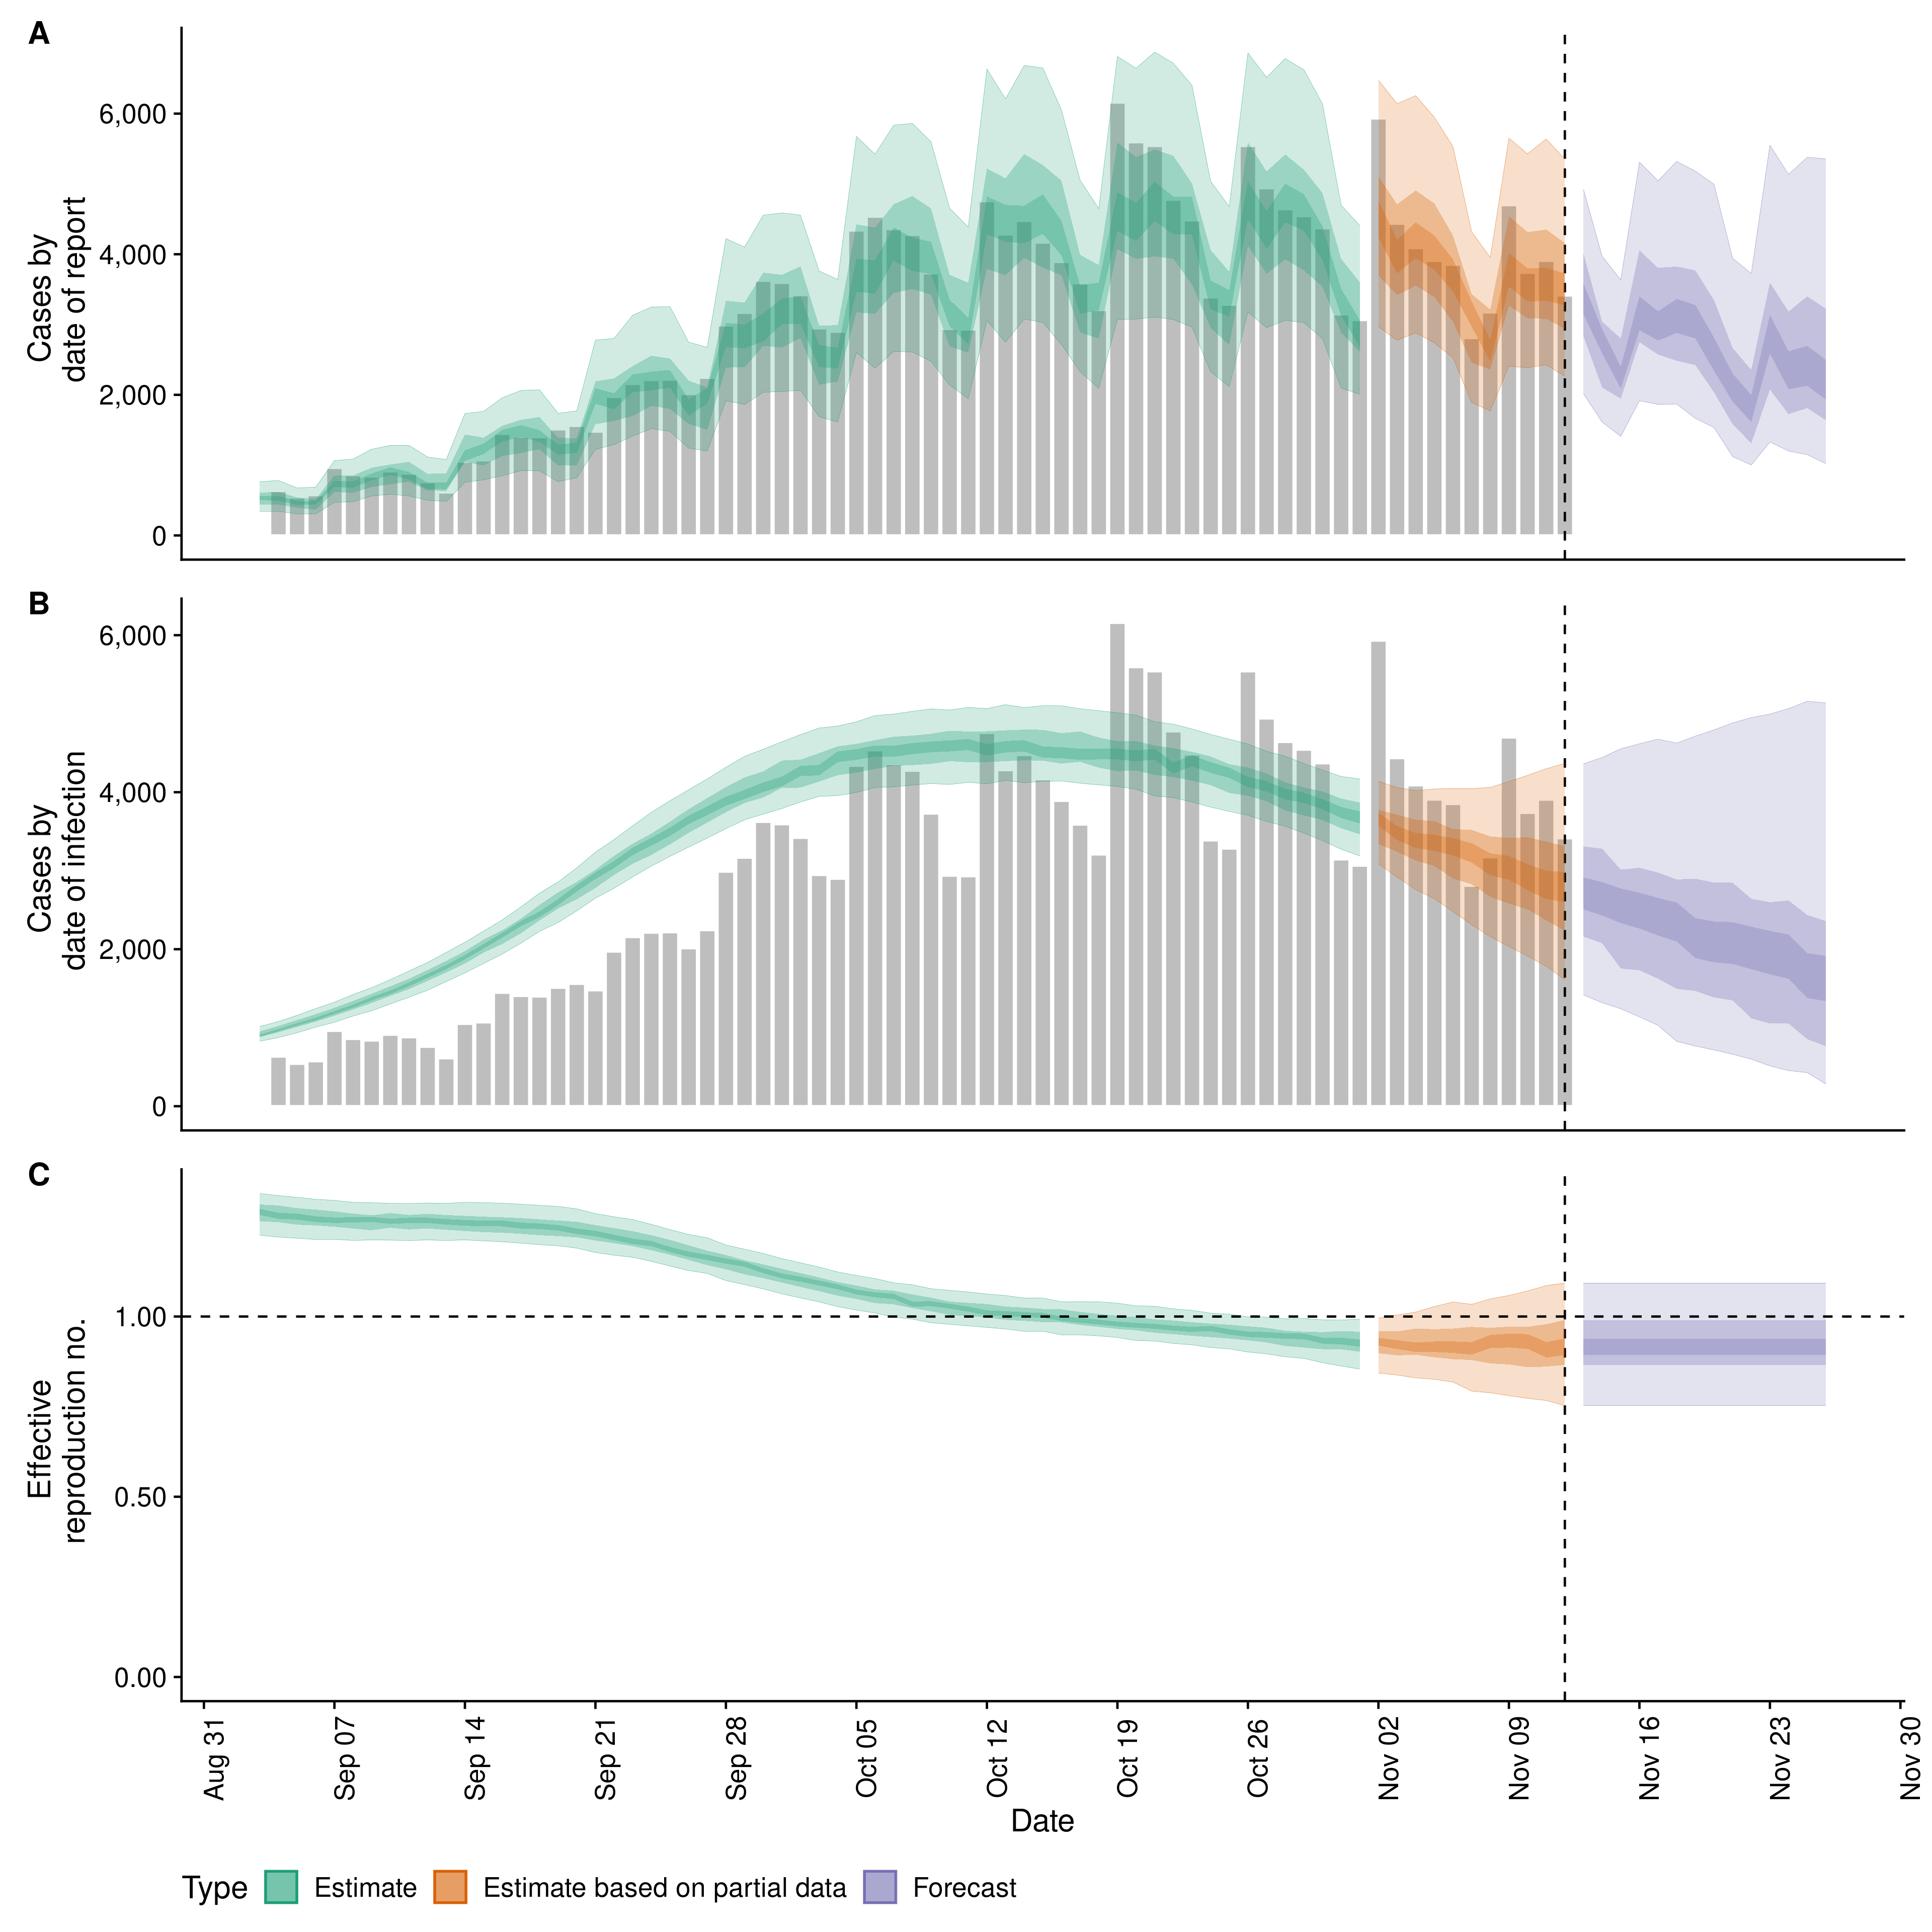 A
Cases by
date of report
6,000
4,000
2,000
0
B
Cases by
date of infection
6,000
4,000
2,000
0
C
Effective
reproduction no.
1.00
0.50
0.00
Aug 31
Sep 07
Sep 14
Sep 21
Sep 28
Oct 05
Oct 12
Oct 19
Oct 26
Nov 02
Nov 09
Nov 16
Nov 23
Nov 30
Date
Type Estimate Estimate based on partial data Forecast